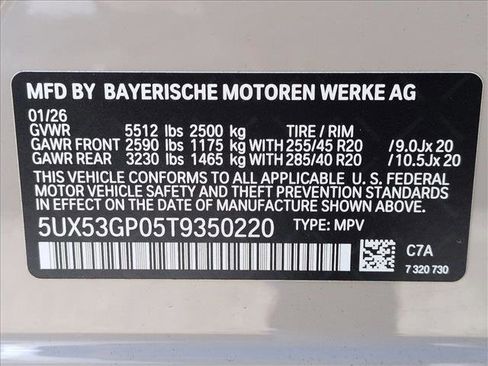 MFD BY BAYERISCHE MOTOREN WERKE AG
01/26
GVWR 5512 lbs 2500 kg TIRE / RIM
GAWR FRONT 2590 lbs 1175 kg 255/45 R20 / 9.0Jx 20
GAWR REAR 3230 lbs 1465 kg 285/40 R20 / 10.5Jx 20
THIS VEHICLE CONFORMS TO ALL APPLICABLE U. S. FEDERAL
MOTOR VEHICLE SAFETY AND THEFT PREVENTION STANDARDS
IN EFFECT ON THE DATE OF MANUFACTURE SHOWN ABOVE.
5UX53GP05T9350220 TYPE: MPV
C7A
7 320 730